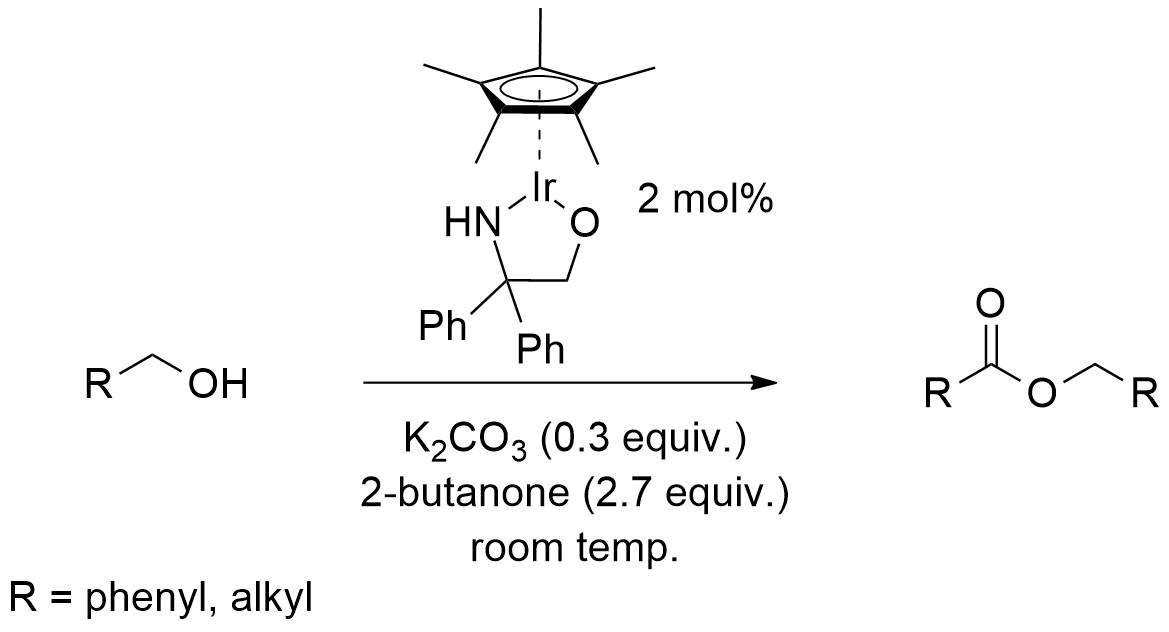 Ir
2 mol%
HN
O
Ph
Ph
R
OH
K₂CO₃ (0.3 equiv.)
2-butanone (2.7 equiv.)
room temp.
O
R
O
R
R = phenyl, alkyl